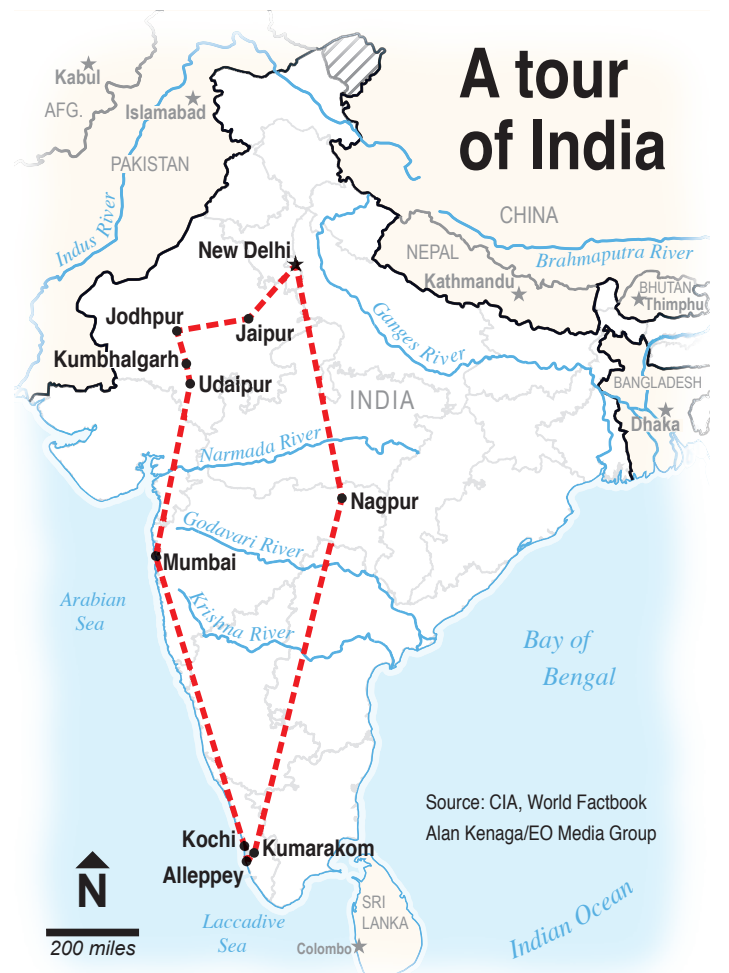 A tour
of India
Kabul
AFG.
Islamabad
PAKISTAN
Indus River
CHINA
New Delhi
NEPAL
Brahmaputra River
Kathmandu
BHUTAN
Thimphu
Jodhpur
Jaipur
Ganges River
Kumbhalgarh
Udaipur
INDIA
BANGLADESH
Dhaka
Narmada River
Nagpur
Godavari River
Mumbai
Arabian
Sea
Krishna River
Bay of
Bengal
Source: CIA, World Factbook
Alan Kenaga/EO Media Group
Kochi
Kumarakom
Alleppey
N
200 miles
Laccadive
Sea
SRI
LANKA
Colombo
Indian Ocean